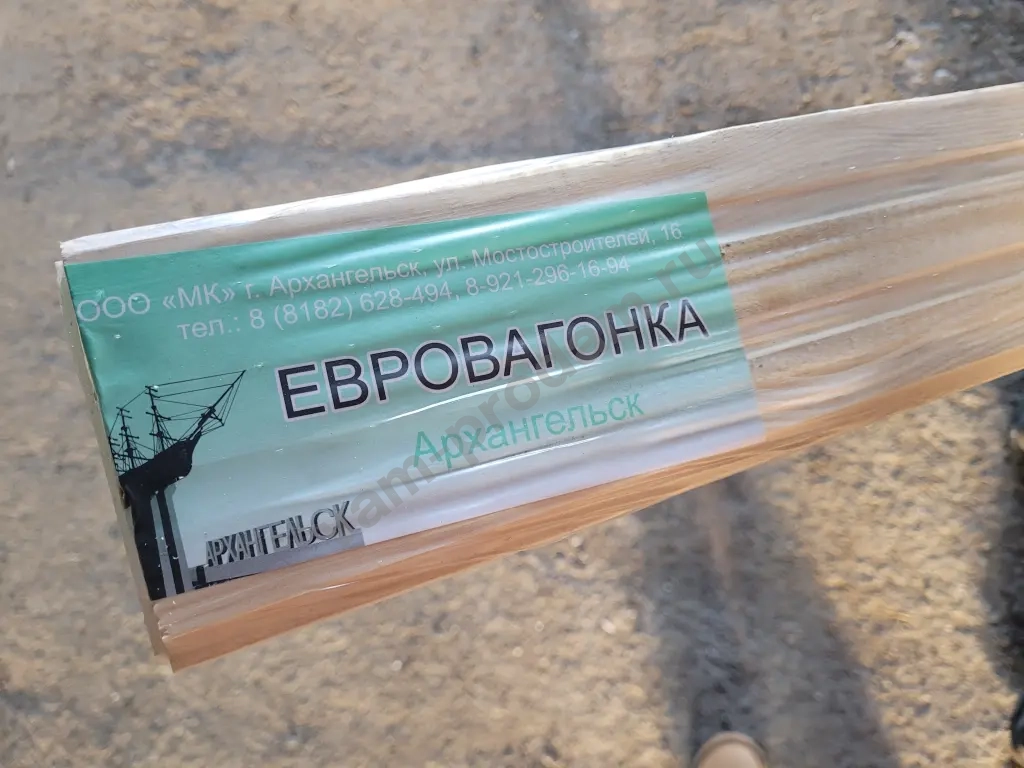 ООО «МК» г. Архангельск, ул. Мостостроителей, 16
тел.: 8 (8182) 628-494, 8-921-296-16-94
ЕВРОВАГОНКА
Архангельск
АРХАНГЕЛЬСК